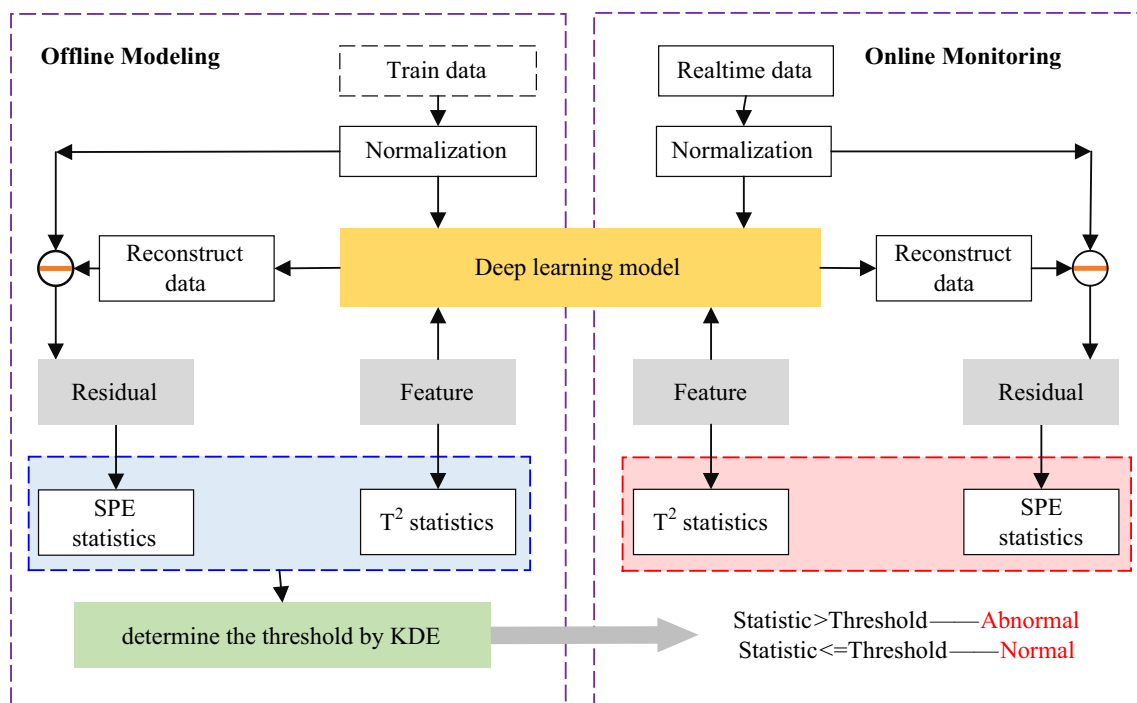 Offline Modeling
Train data
Normalization
Reconstruct
data
Deep learning model
Residual
Feature
SPE
statistics
T² statistics
determine the threshold by KDE
Online Monitoring
Realtime data
Normalization
Reconstruct
data
Feature
Residual
T² statistics
SPE
statistics
Statistic>Threshold——Abnormal
Statistic<=Threshold——Normal